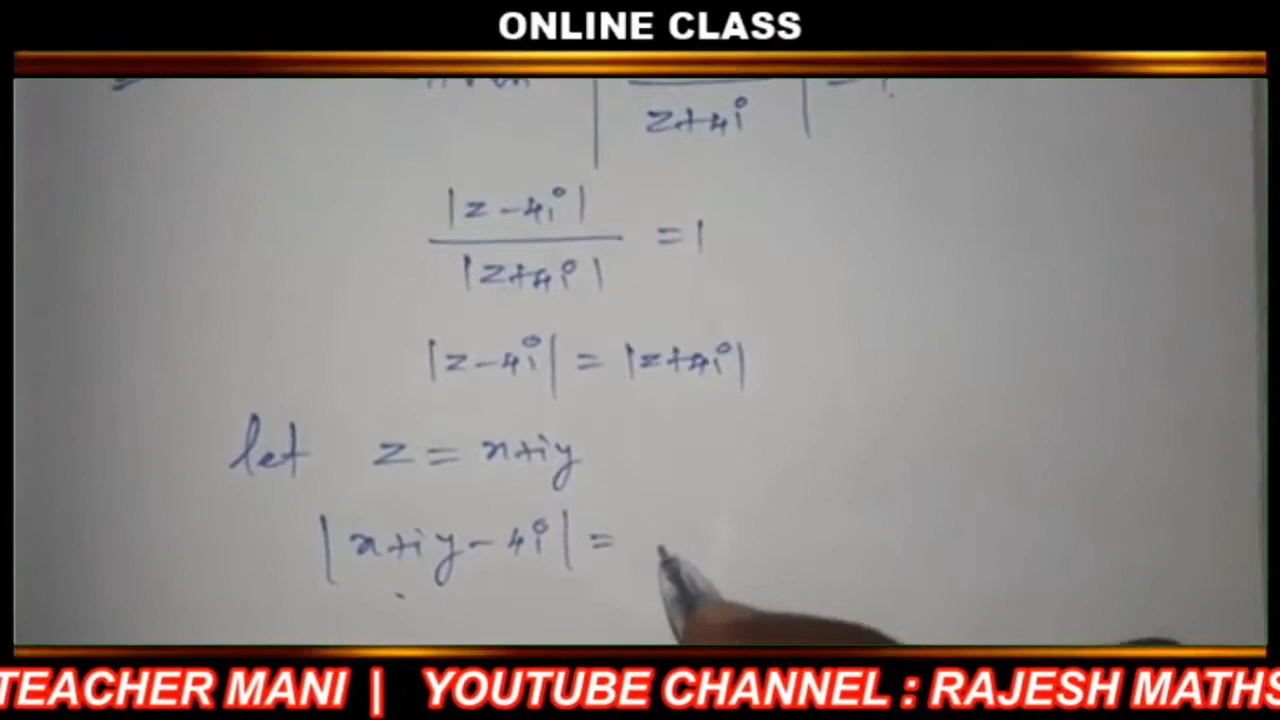 ONLINE CLASS
z+4i
|z-4i|
|z+4i|
=1
|z-4i| = |z+4i|
let z = x+iy
|x+iy-4i| =
TEACHER MANI | YOUTUBE CHANNEL : RAJESH MATHS